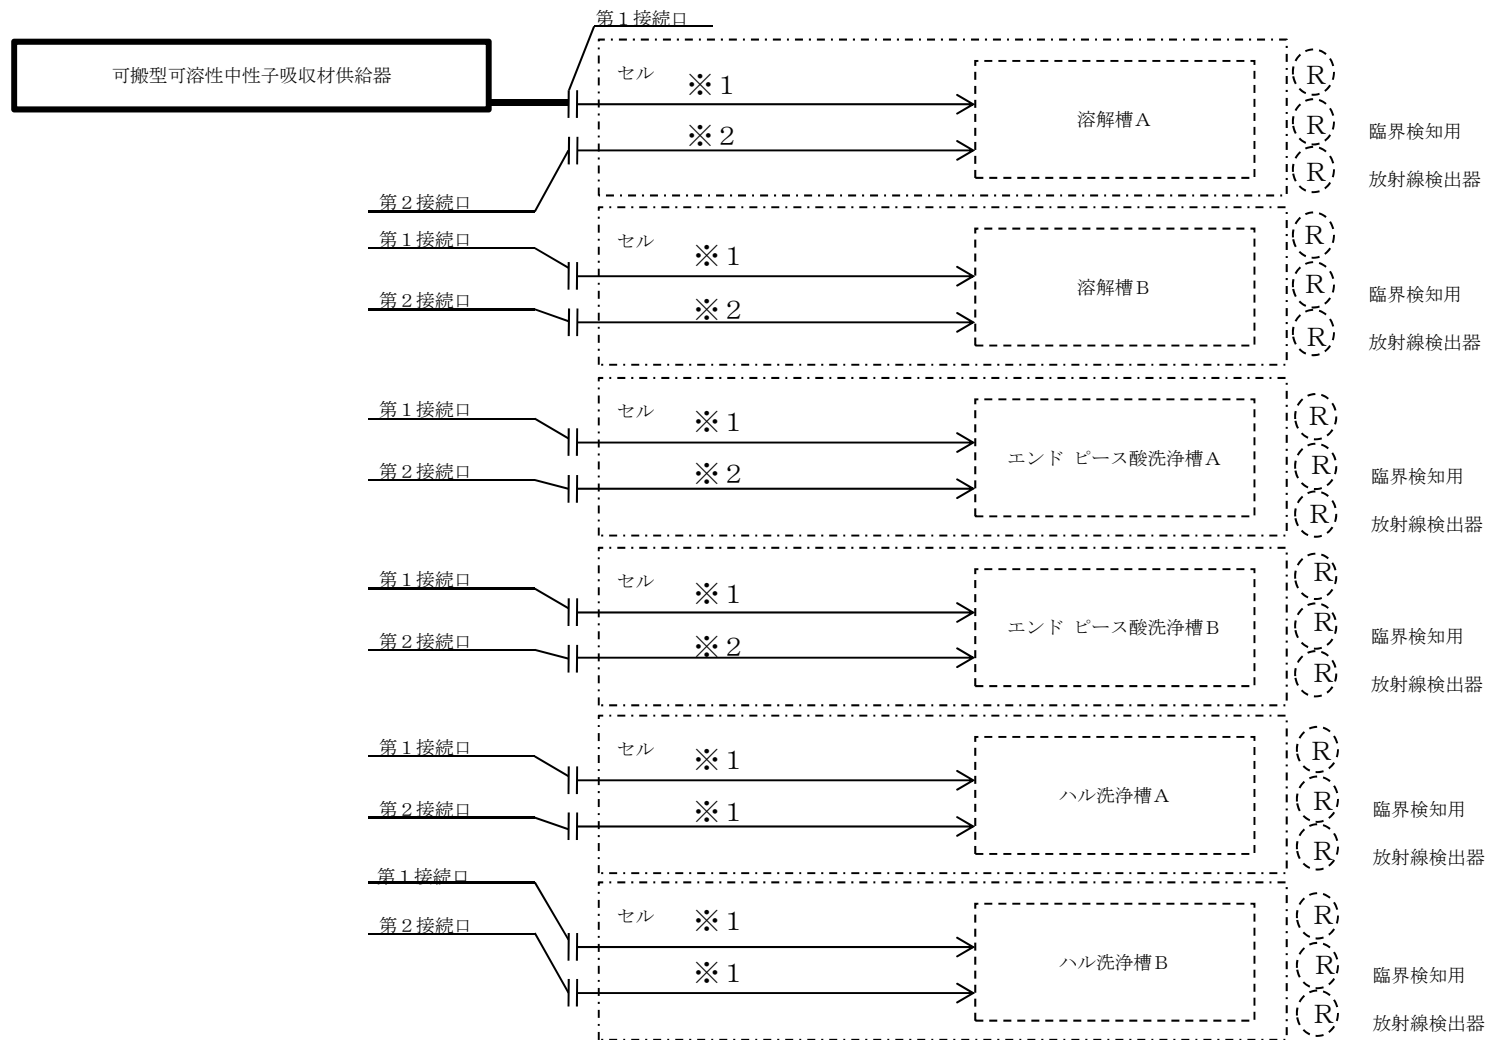 第１接続口
可搬型可溶性中性子吸収材供給器
セル
※１
※２
溶解槽Ａ
Ｒ
Ｒ
Ｒ
臨界検知用
放射線検出器
第２接続口
第１接続口
第２接続口
セル
※１
※２
溶解槽Ｂ
Ｒ
Ｒ
Ｒ
臨界検知用
放射線検出器
第１接続口
第２接続口
セル
※１
※２
エンド ピース酸洗浄槽Ａ
Ｒ
Ｒ
Ｒ
臨界検知用
放射線検出器
第１接続口
第２接続口
セル
※１
※２
エンド ピース酸洗浄槽Ｂ
Ｒ
Ｒ
Ｒ
臨界検知用
放射線検出器
第１接続口
第２接続口
セル
※１
※１
ハル洗浄槽Ａ
Ｒ
Ｒ
Ｒ
臨界検知用
放射線検出器
第１接続口
第２接続口
セル
※１
※１
ハル洗浄槽Ｂ
Ｒ
Ｒ
Ｒ
臨界検知用
放射線検出器